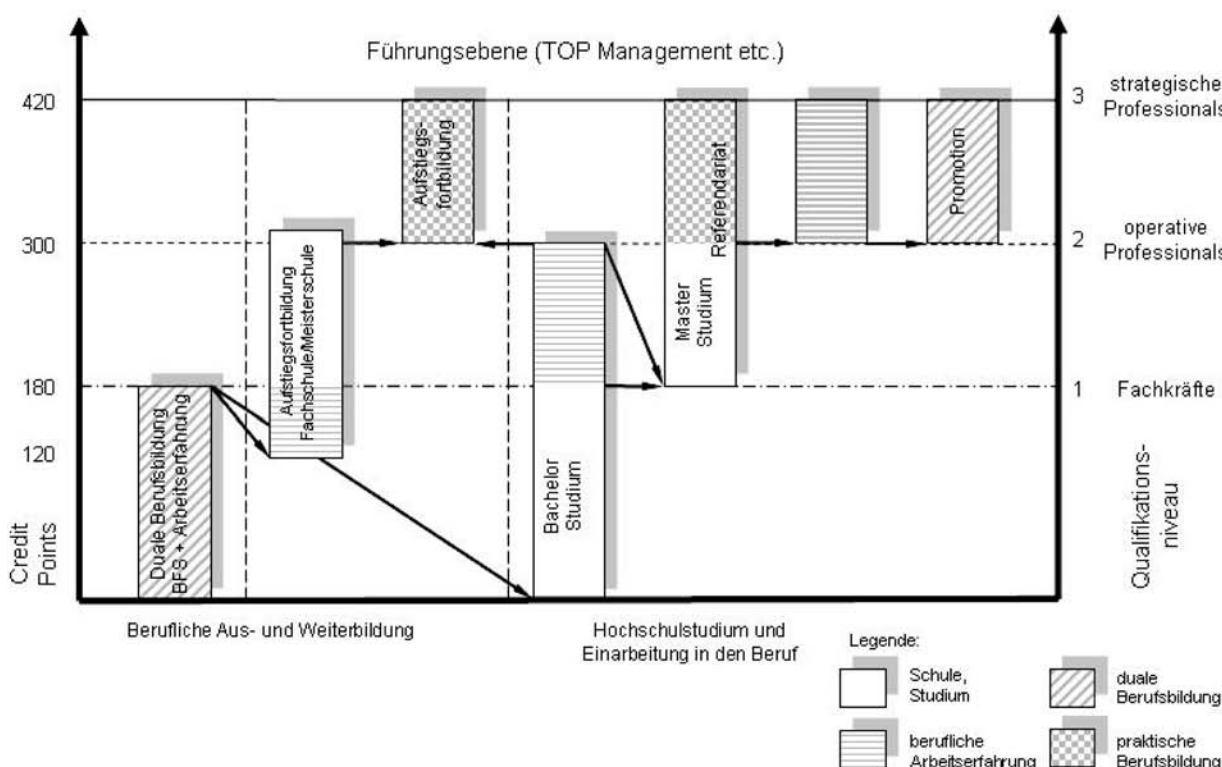 Führungsebene (TOP Management etc.)
420
300
180
120
Credit
Points
3
2
1
strategische
Professionals
operative
Professionals
Fachkräfte
Qualifikations-
niveau
Duale Berufsbildung
BFS + Arbeitserfahrung
Aufstiegsfortbildung
Fachschule/Meisterschule
Aufstiegs-
fortbildung
Bachelor
Studium
Master
Studium
Referendariat
Promotion
Berufliche Aus- und Weiterbildung
Hochschulstudium und
Einarbeitung in den Beruf
Legende:
Schule,
Studium
duale
Berufsbildung
berufliche
Arbeitserfahrung
praktische
Berufsbildung